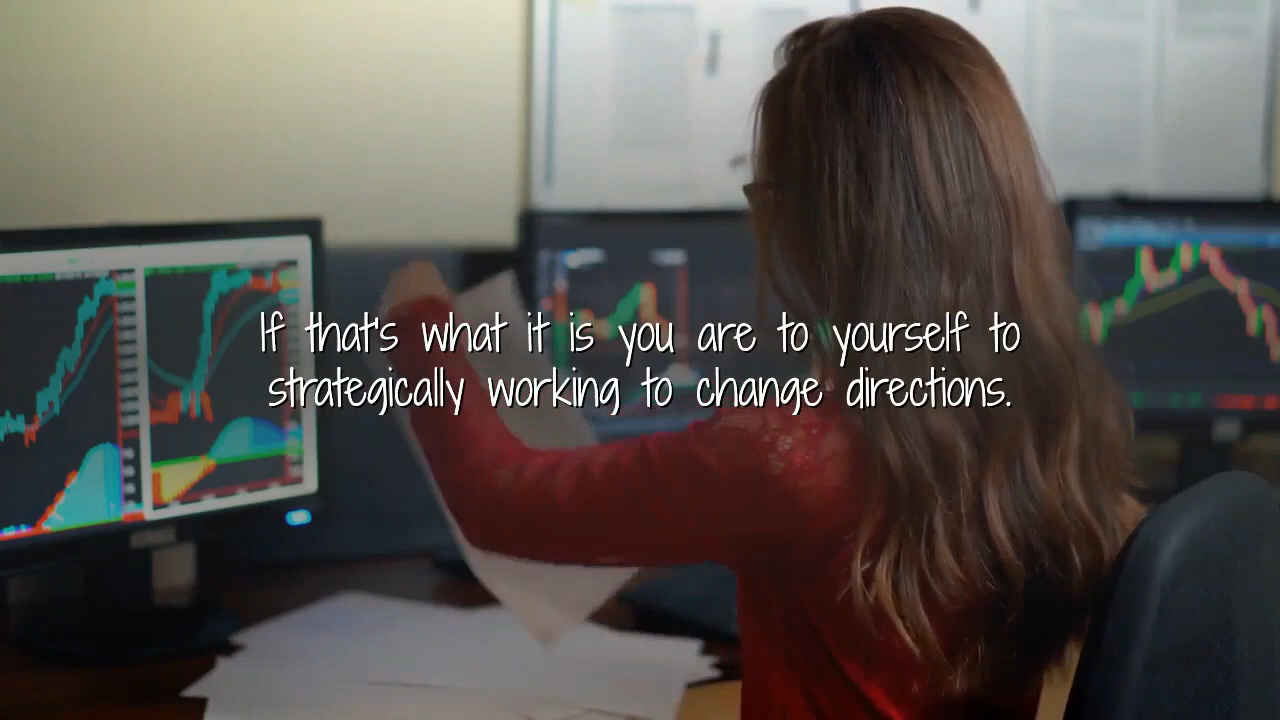 If that's what it is you are to yourself to
strategically working to change directions.